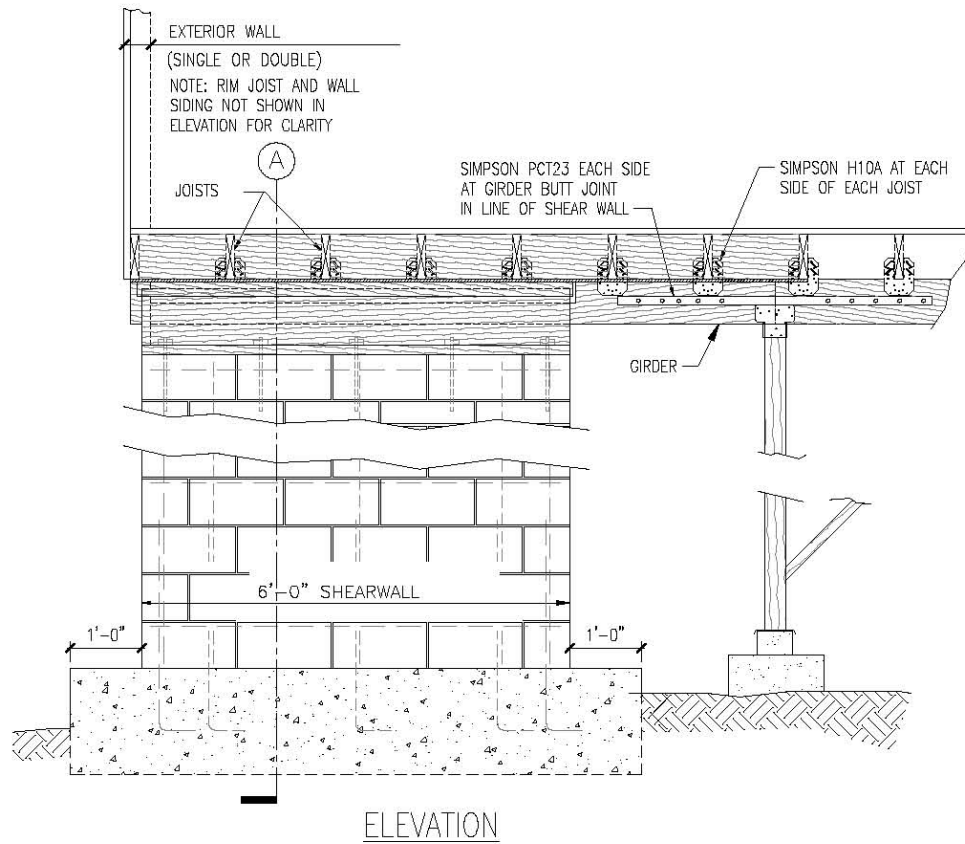 EXTERIOR WALL
(SINGLE OR DOUBLE)
NOTE: RIM JOIST AND WALL
SIDING NOT SHOWN IN
ELEVATION FOR CLARITY
A
JOISTS
SIMPSON PCT23 EACH SIDE
AT GIRDER BUTT JOINT
IN LINE OF SHEAR WALL
SIMPSON H10A AT EACH
SIDE OF EACH JOIST
GIRDER
6'-0" SHEARWALL
1'-0"
1'-0"
ELEVATION